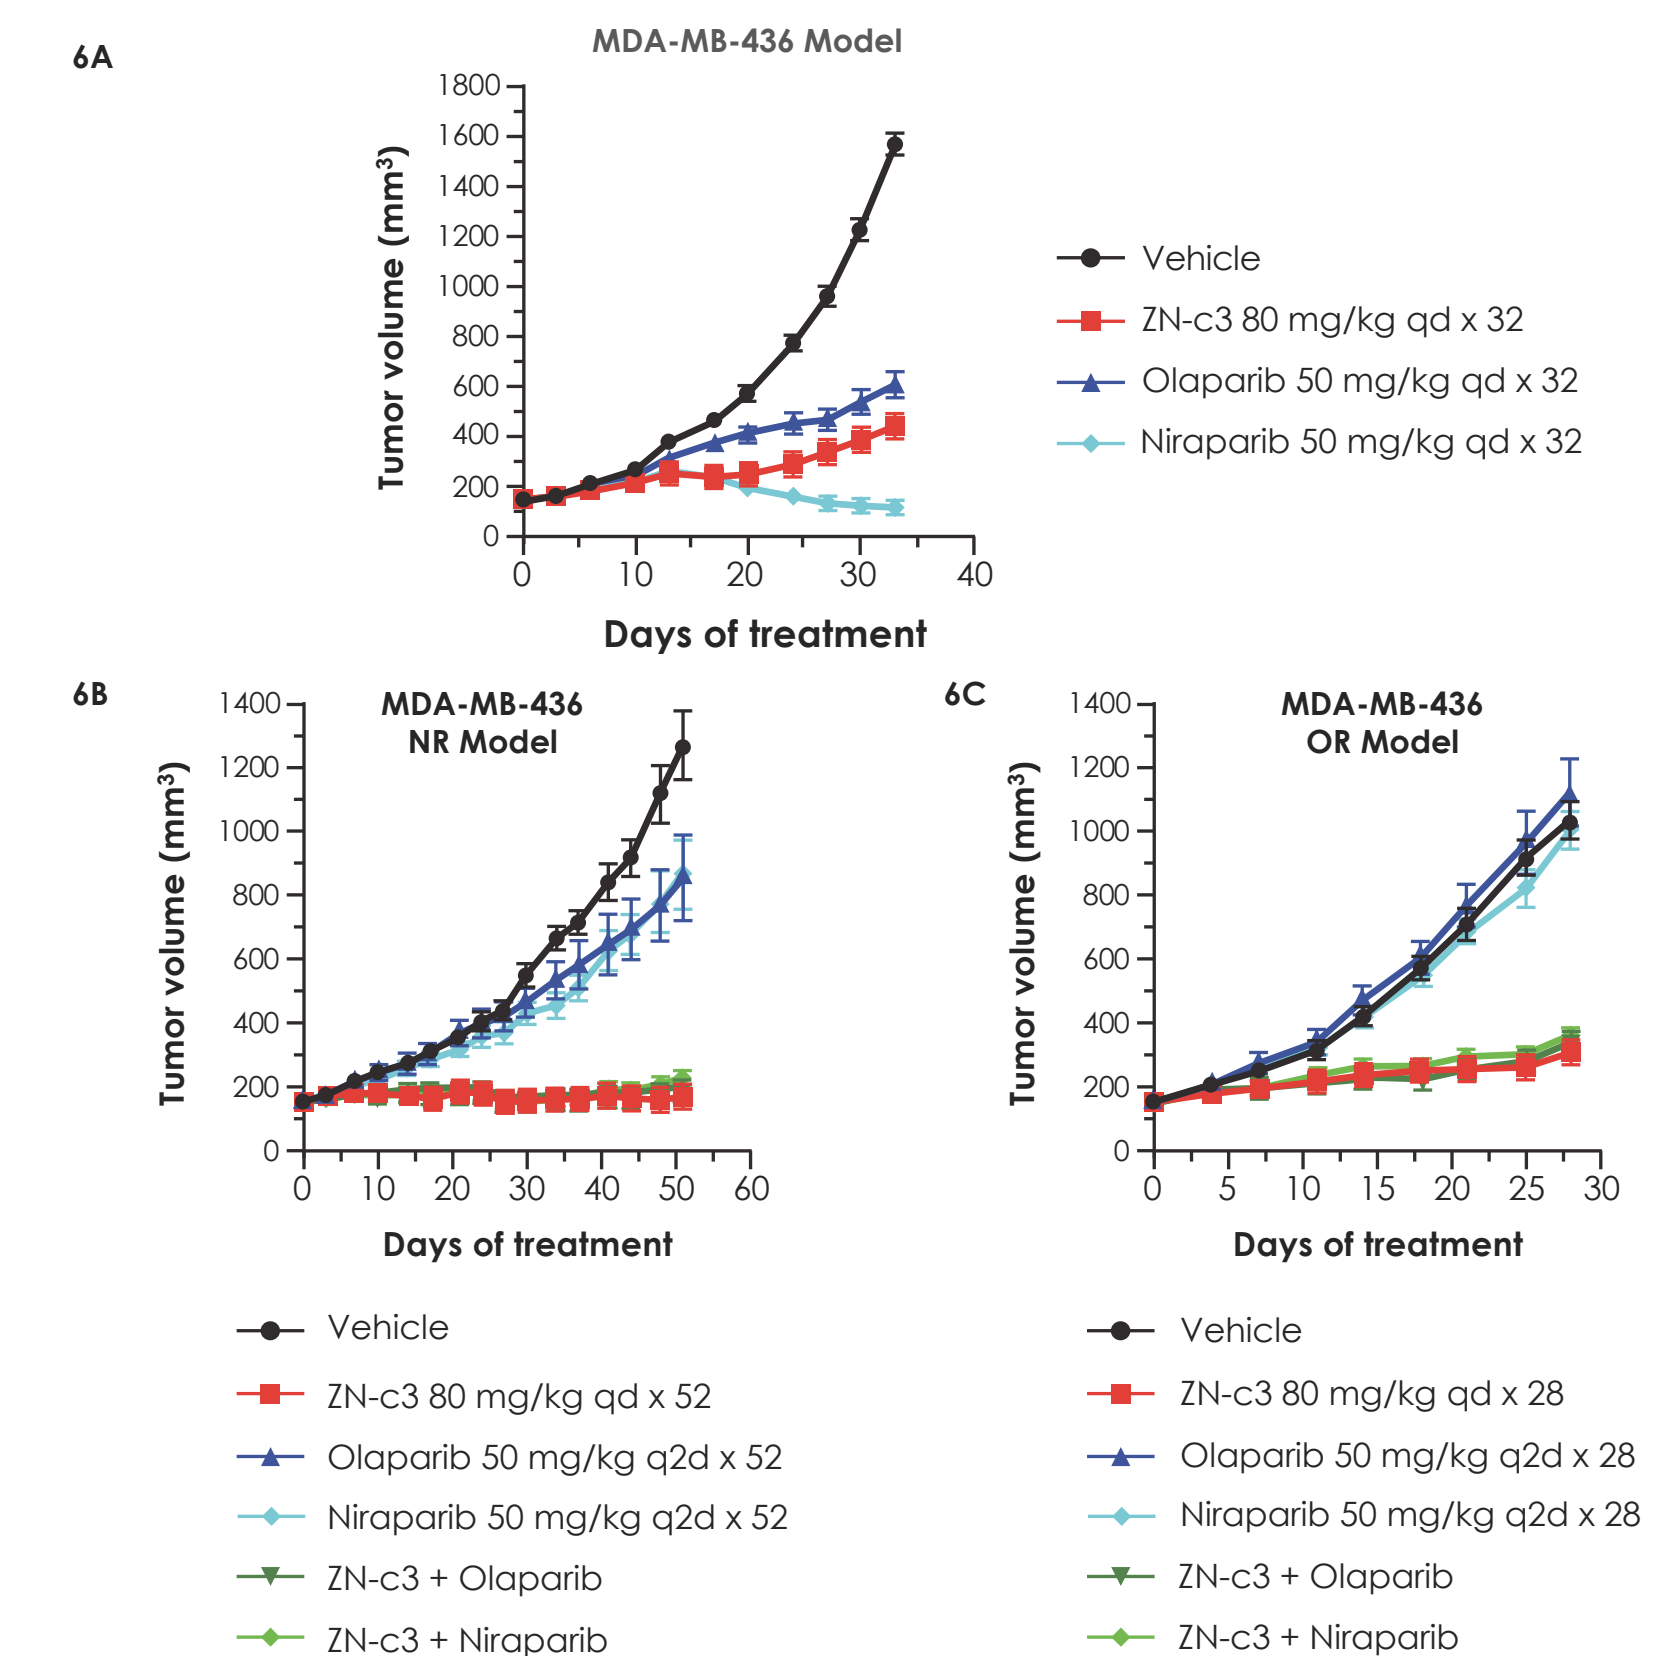 6A
MDA-MB-436 Model
1800
1600
1400
1200
1000
800
600
400
200
0
Tumor volume (mm³)
0 10 20 30 40
Days of treatment
Vehicle
ZN-c3 80 mg/kg qd x 32
Olaparib 50 mg/kg qd x 32
Niraparib 50 mg/kg qd x 32
6B
MDA-MB-436
NR Model
1400
1200
1000
800
600
400
200
0
Tumor volume (mm³)
0 10 20 30 40 50 60
Days of treatment
Vehicle
ZN-c3 80 mg/kg qd x 52
Olaparib 50 mg/kg q2d x 52
Niraparib 50 mg/kg q2d x 52
ZN-c3 + Olaparib
ZN-c3 + Niraparib
6C
MDA-MB-436
OR Model
1400
1200
1000
800
600
400
200
0
Tumor volume (mm³)
0 5 10 15 20 25 30
Days of treatment
Vehicle
ZN-c3 80 mg/kg qd x 28
Olaparib 50 mg/kg q2d x 28
Niraparib 50 mg/kg q2d x 28
ZN-c3 + Olaparib
ZN-c3 + Niraparib